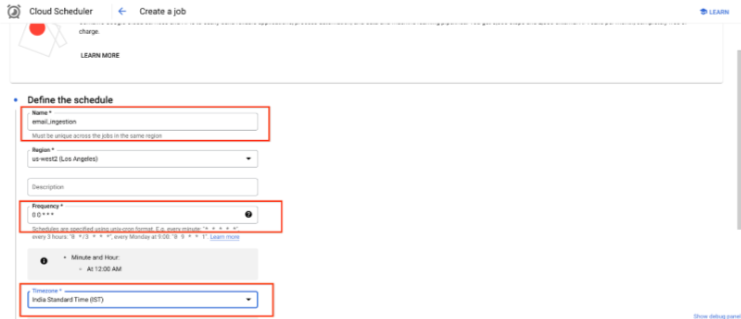 Cloud Scheduler
Create a job
LEARN
charge.
LEARN MORE
Define the schedule
Name *
email_ingestion
Must be unique across the jobs in the same region
Region *
us-west2 (Los Angeles)
Description
Frequency *
0 0 * * *
Schedules are specified using unix-cron format. E.g. every minute: "* * * * *",
every 3 hours: "0 */3 * * *", every Monday at 9:00: "0 9 * * 1". Learn more
Minute and Hour:
At 12:00 AM
Timezone *
India Standard Time (IST)
Show debug panel